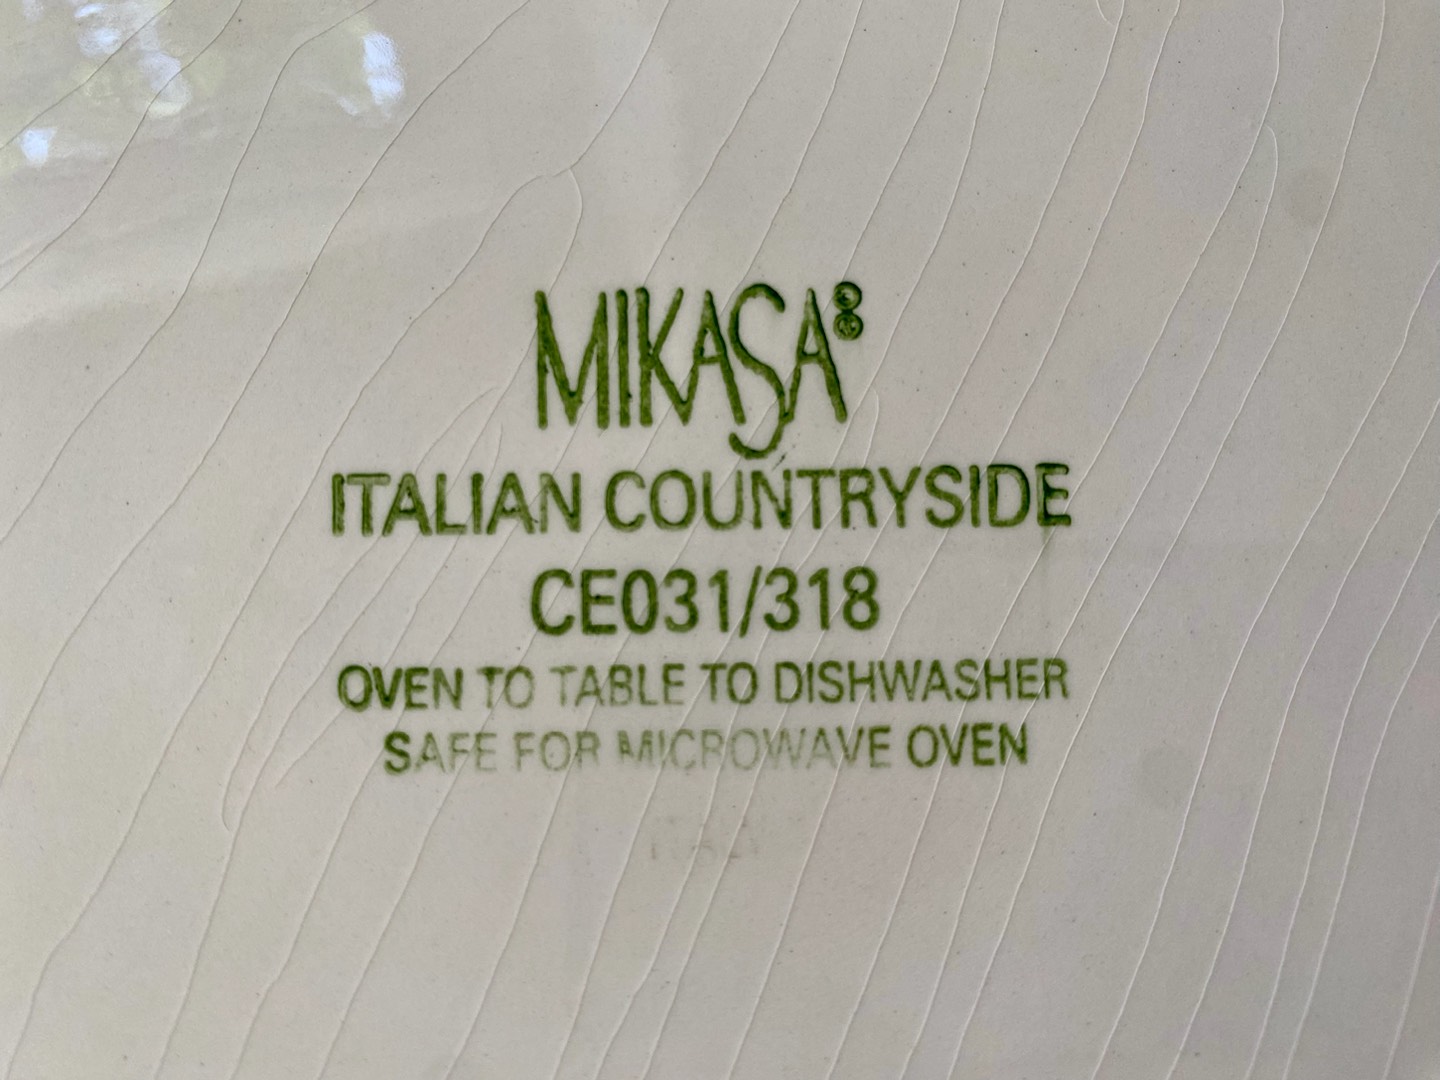 MIKASA
ITALIAN COUNTRYSIDE
CE031/318
OVEN TO TABLE TO DISHWASHER
SAFE FOR MICROWAVE OVEN